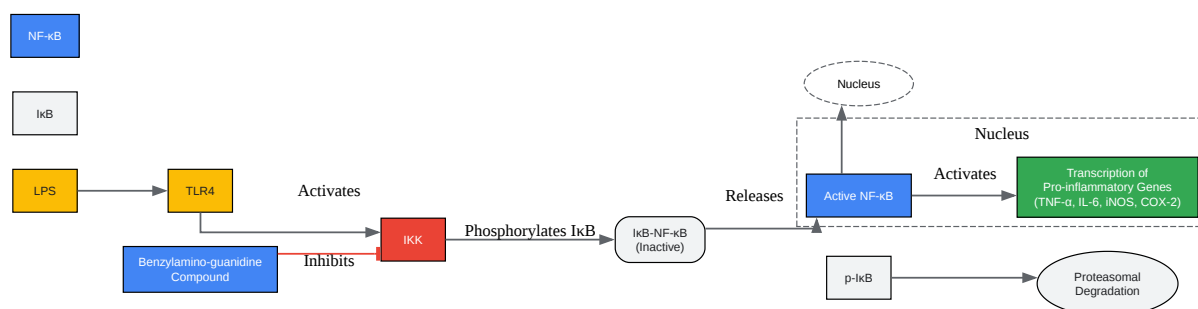 NF-κB
IκB
LPS
TLR4
Activates
Benzylamino-guanidine
Compound
Inhibits
IKK
Phosphorylates IκB
IκB-NF-κB
(Inactive)
Releases
Nucleus
Nucleus
Active NF-κB
Activates
Transcription of
Pro-inflammatory Genes
(TNF-α, IL-6, iNOS, COX-2)
p-IκB
Proteasomal
Degradation